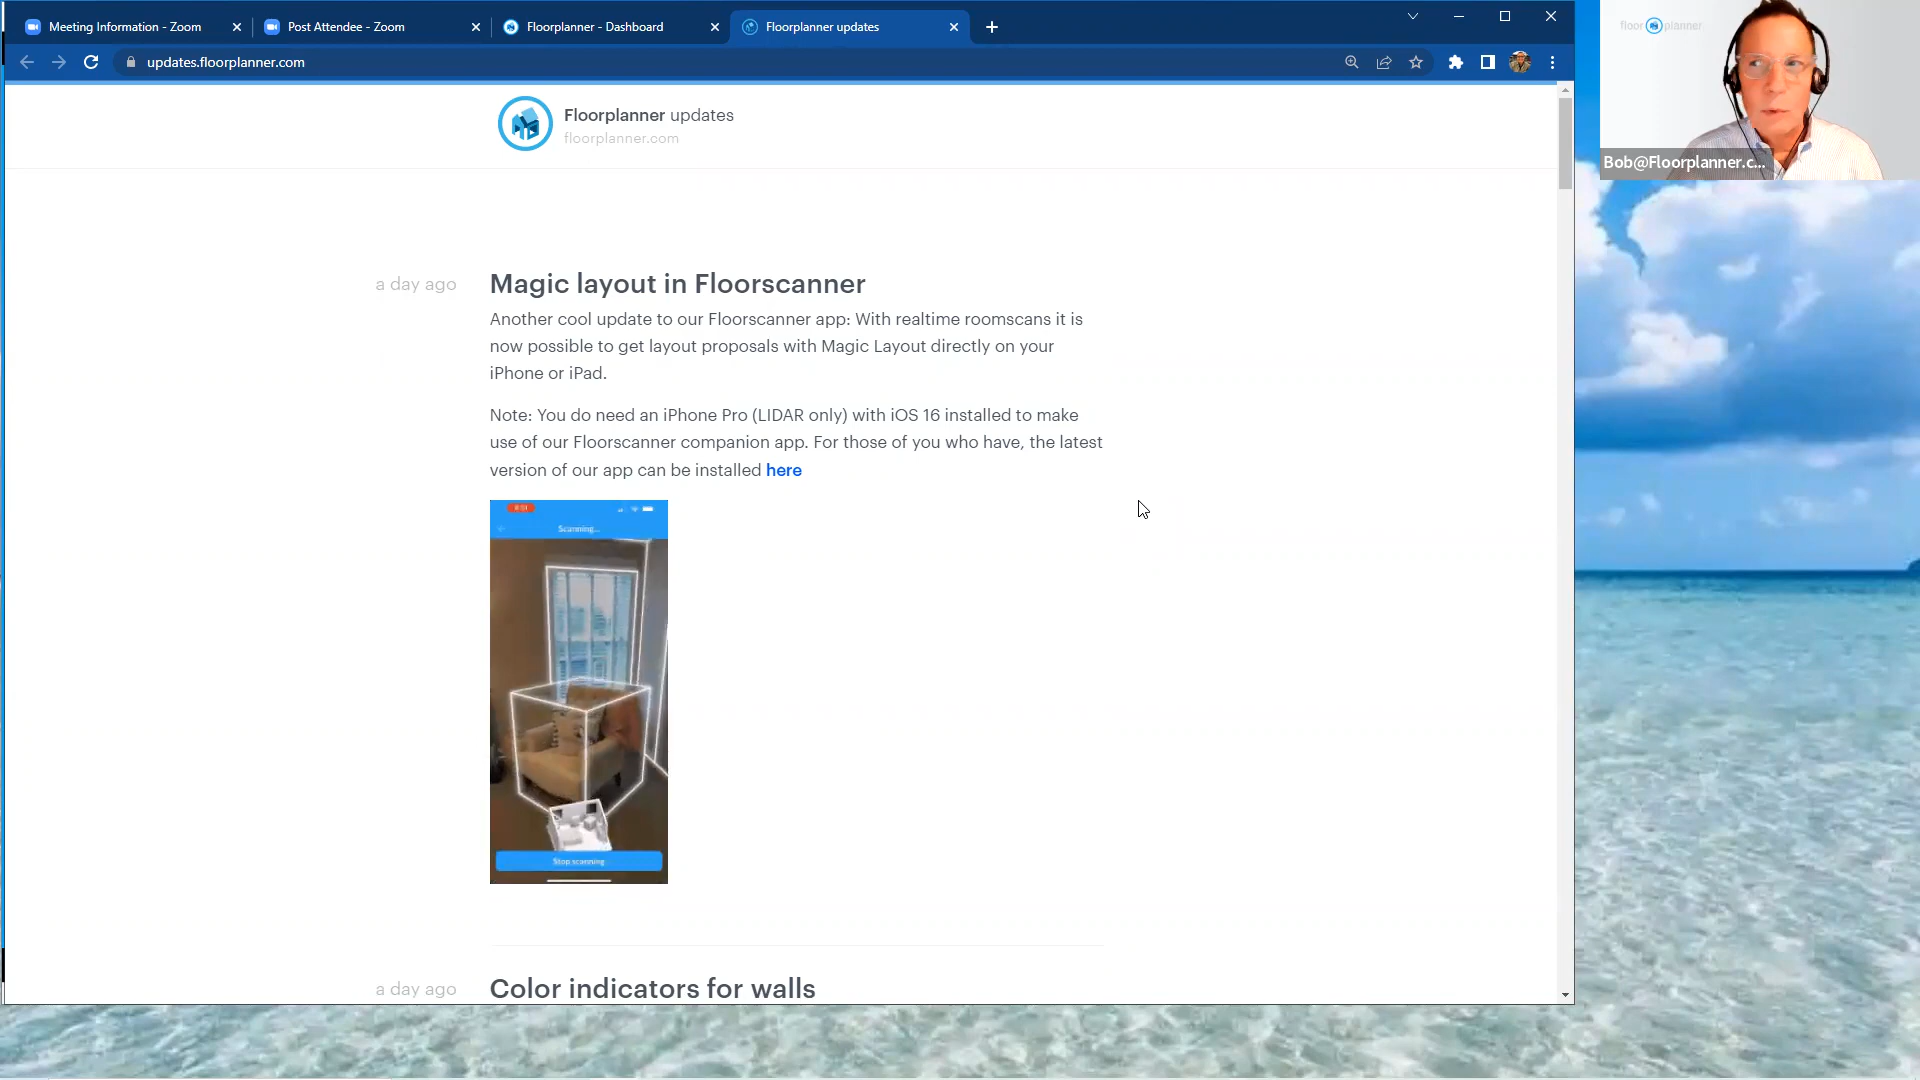 Meeting Information - Zoom
Post Attendee - Zoom
Floorplanner - Dashboard
Floorplanner updates
updates.floorplanner.com
floor planner
Bob@Floorplanner.c...
Floorplanner updates
floorplanner.com
a day ago
Magic layout in Floorscanner
Another cool update to our Floorscanner app: With realtime roomscans it is
now possible to get layout proposals with Magic Layout directly on your
iPhone or iPad.
Note: You do need an iPhone Pro (LIDAR only) with iOS 16 installed to make
use of our Floorscanner companion app. For those of you who have, the latest
version of our app can be installed here
Scanning...
Stop scanning
a day ago
Color indicators for walls